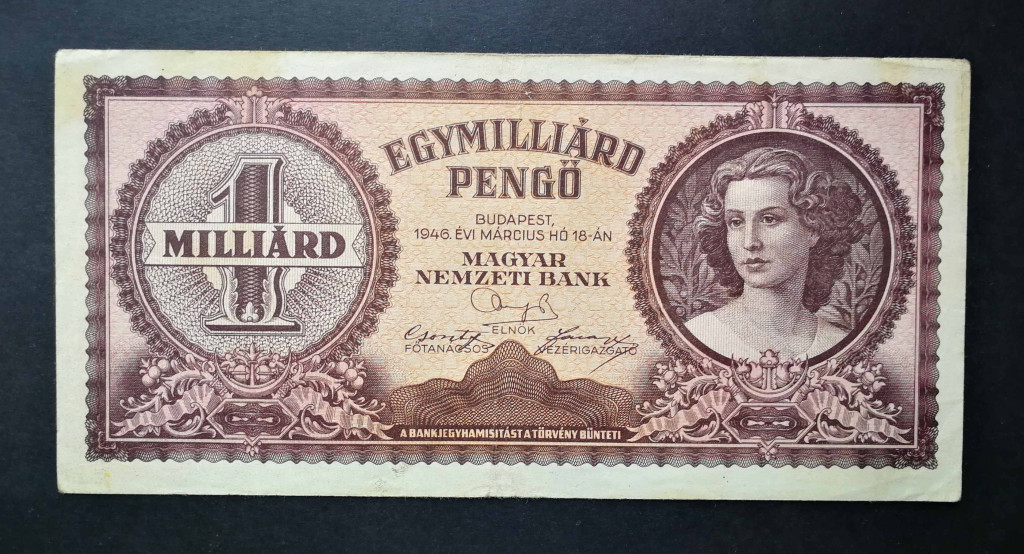 1
MILLIÁRD
EGYMILLIÁRD
PENGŐ
BUDAPEST,
1946. ÉVI MÁRCIUS HÓ 18-ÁN
MAGYAR
NEMZETI BANK
ELNÖK
FŐTANÁCSOS VEZÉRIGAZGATÓ
A BANKJEGYHAMISITÁST A TÖRVÉNY BÜNTETI